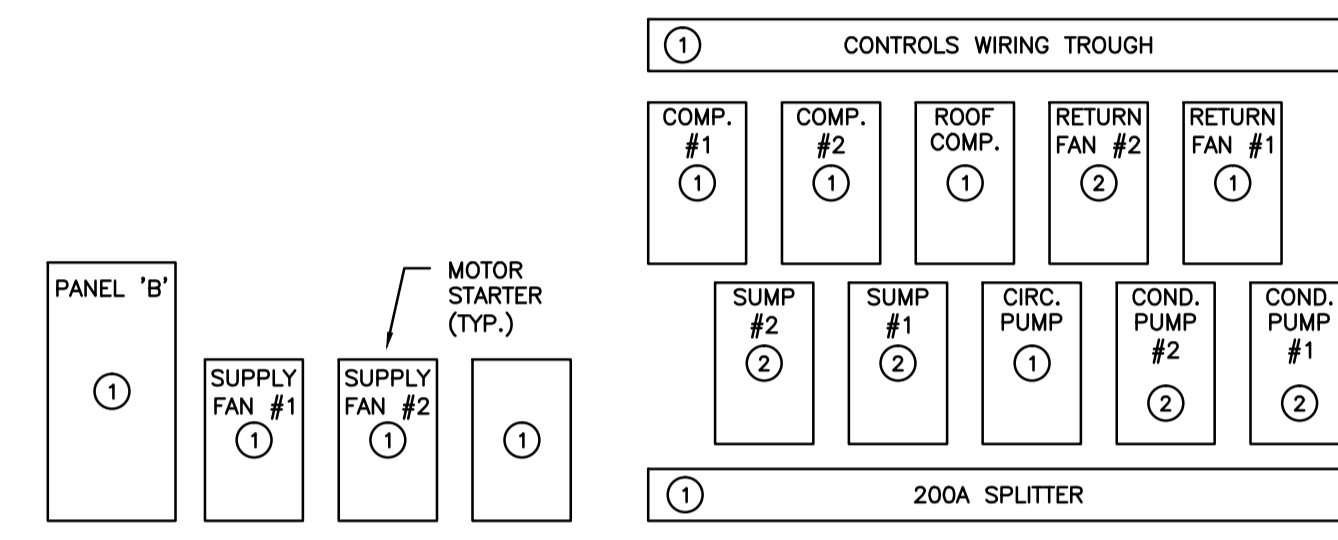 ① CONTROLS WIRING TROUGH
COMP.
#1
①
COMP.
#2
①
ROOF
COMP.
①
RETURN
FAN #2
②
RETURN
FAN #1
①
PANEL 'B'
①
SUPPLY
FAN #1
①
SUPPLY
FAN #2
①
MOTOR
STARTER
(TYP.)
①
SUMP
#2
②
SUMP
#1
②
CIRC.
PUMP
①
COND.
PUMP
#2
②
COND.
PUMP
#1
②
① 200A SPLITTER